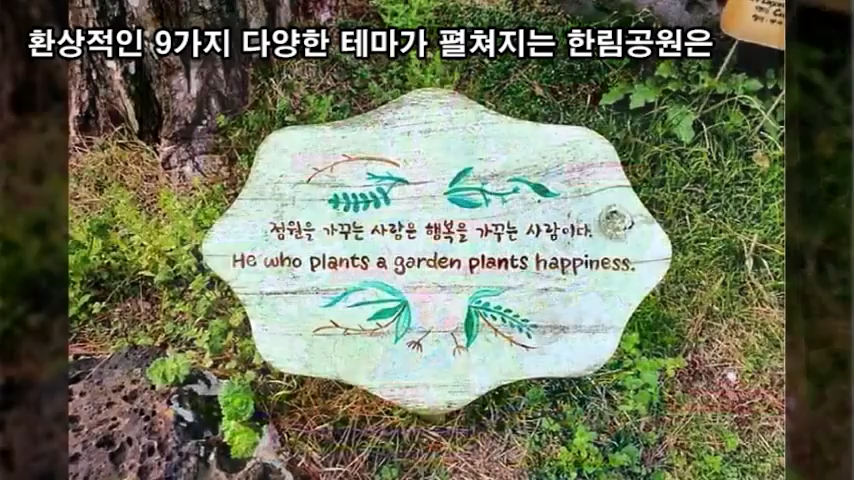 환상적인 9가지 다양한 테마가 펼쳐지는 한림공원은
정원을 가꾸는 사람은 행복을 가꾸는 사람이다.
He who plants a garden plants happiness.